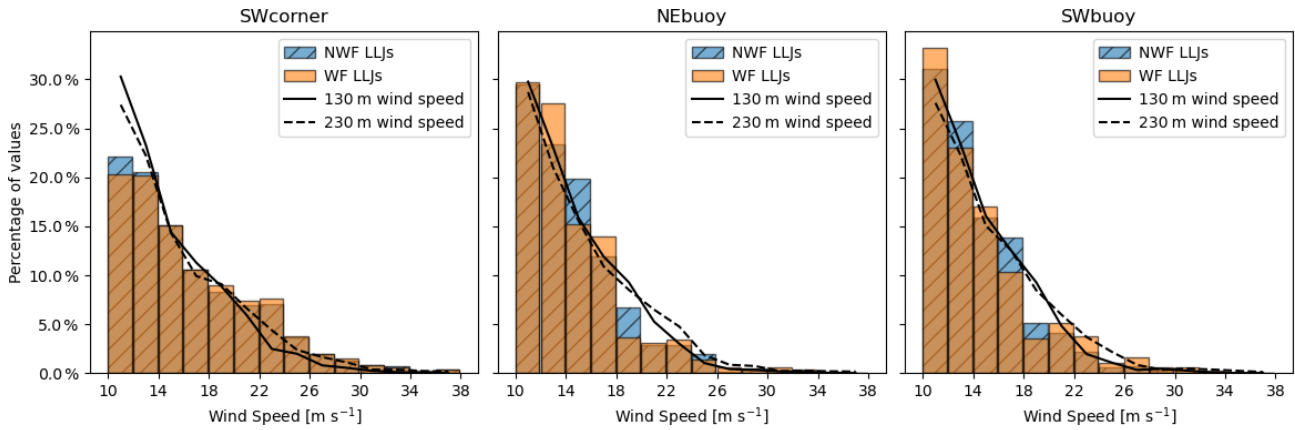 SWcorner
NEbuoy
SWbuoy
Percentage of values
30.0 %
25.0 %
20.0 %
15.0 %
10.0 %
5.0 %
0.0 %
NWF LLJs
WF LLJs
130 m wind speed
230 m wind speed
NWF LLJs
WF LLJs
130 m wind speed
230 m wind speed
NWF LLJs
WF LLJs
130 m wind speed
230 m wind speed
10 14 18 22 26 30 34 38
10 14 18 22 26 30 34 38
10 14 18 22 26 30 34 38
Wind Speed [m s⁻¹]
Wind Speed [m s⁻¹]
Wind Speed [m s⁻¹]